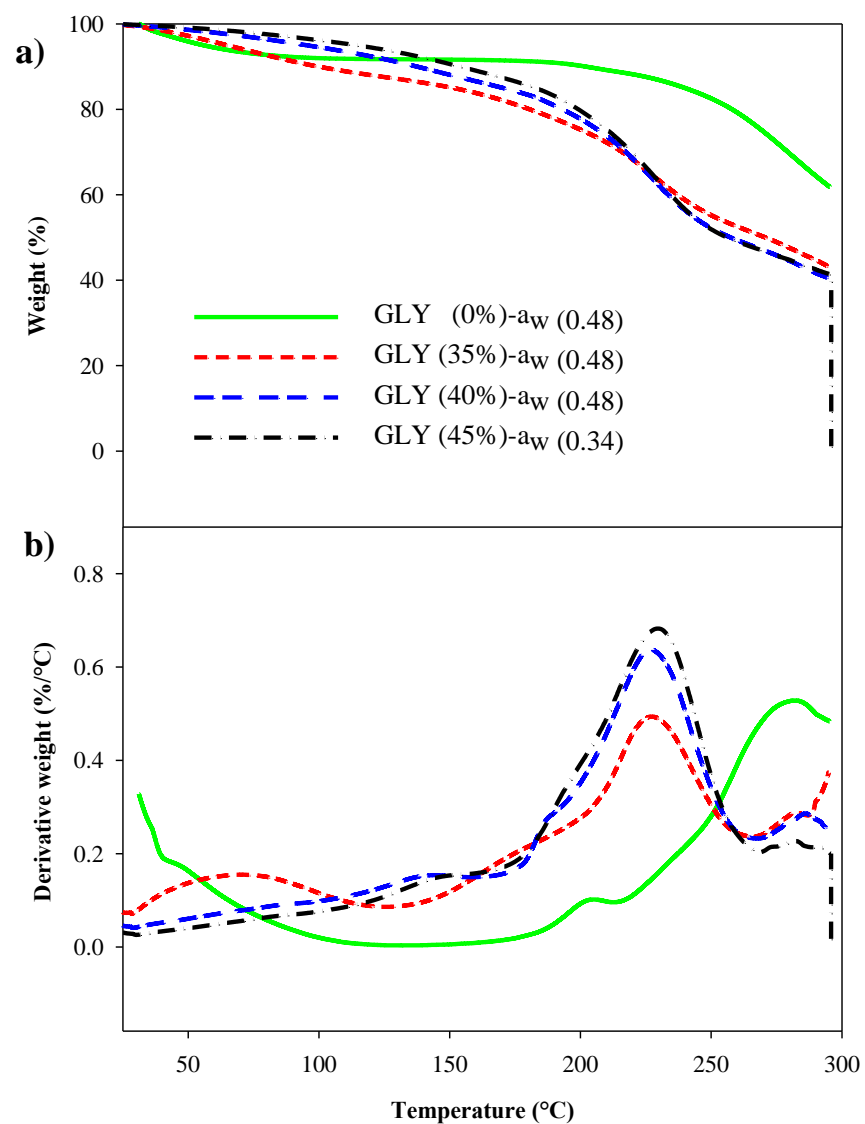 a)
100
80
60
40
20
0
Weight (%)
GLY (0%)-aw (0.48)
GLY (35%)-aw (0.48)
GLY (40%)-aw (0.48)
GLY (45%)-aw (0.34)
b)
0.8
0.6
0.4
0.2
0.0
Derivative weight (%/°C)
50 100 150 200 250 300
Temperature (°C)